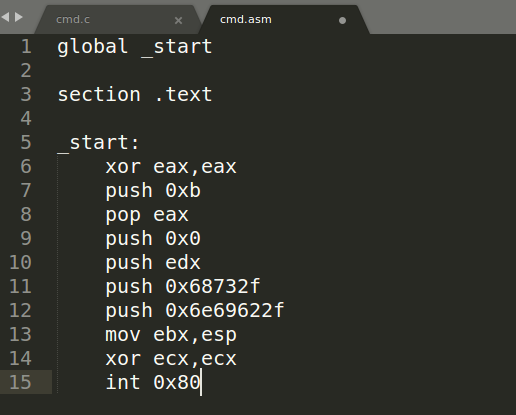 cmd.c × cmd.asm
1 global _start
2
3 section .text
4
5 _start:
6 xor eax,eax
7 push 0xb
8 pop eax
9 push 0x0
10 push edx
11 push 0x68732f
12 push 0x6e69622f
13 mov ebx,esp
14 xor ecx,ecx
15 int 0x80